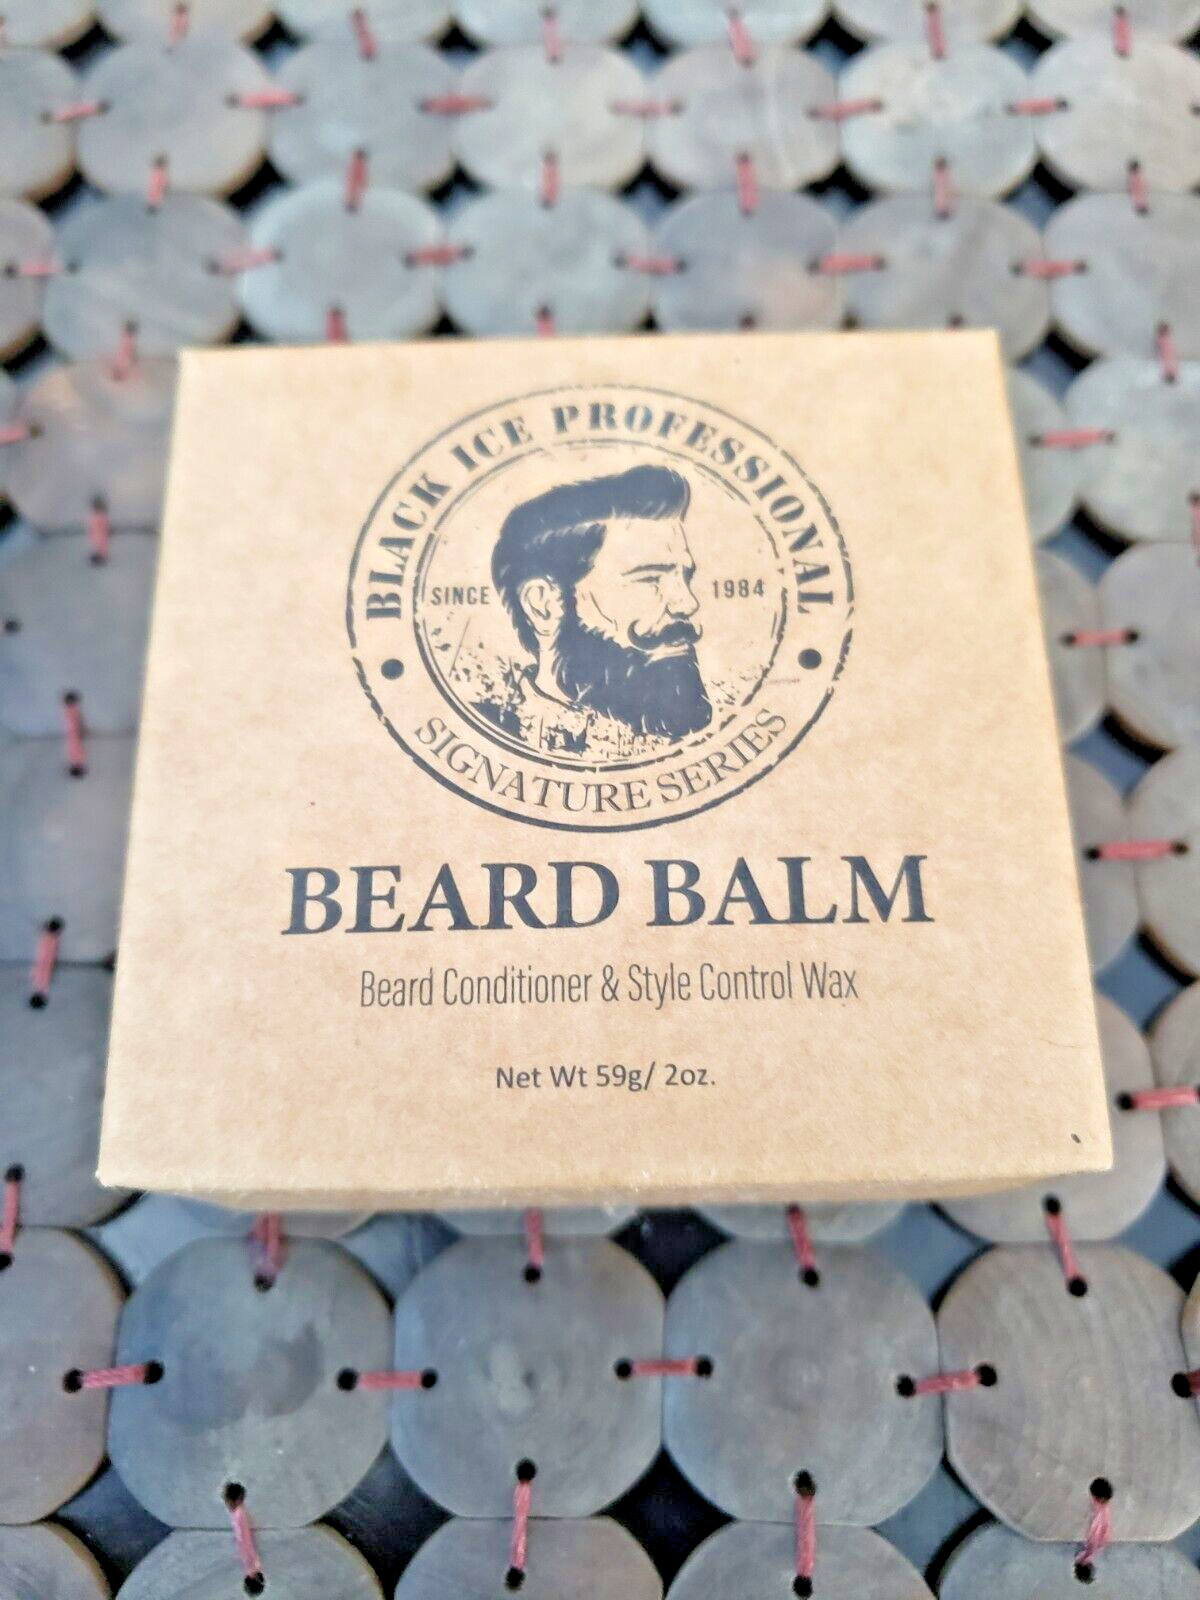 BLACK ICE PROFESSIONAL
SINCE 1984
SIGNATURE SERIES
BEARD BALM
Beard Conditioner & Style Control Wax
Net Wt 59g/ 2oz.